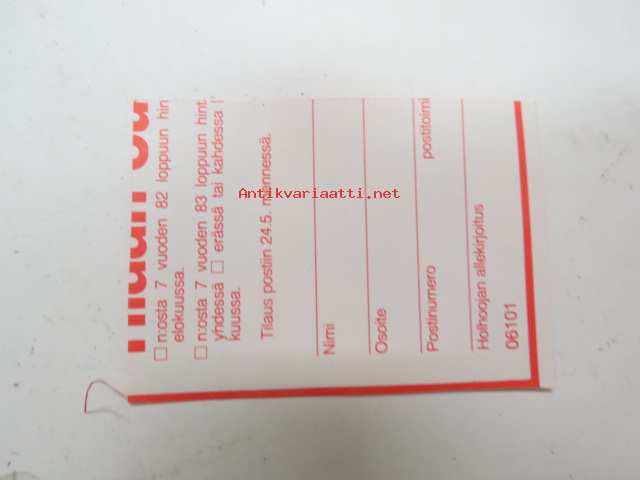 n:osta 7 vuoden 82 loppuun hin
elokuussa.
n:osta 7 vuoden 83 loppuun hint
yhdessä erässä tai kahdessa
kuussa.
Tilaus postiin 24.5. mennessä.
Nimi
Osoite
Postinumero postitoimi
Holhoojan allekirjoitus
06101
Antikvariaatti.net